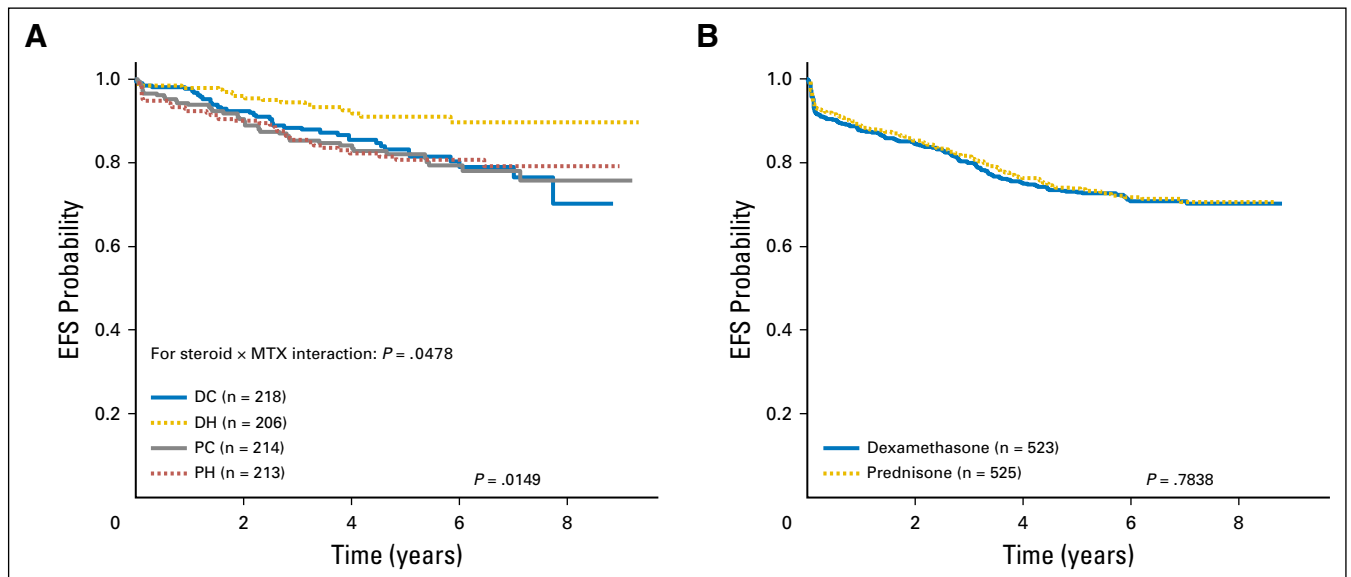 A
1.0
0.8
0.6
0.4
0.2
0
2
4
6
8
EFS Probability
Time (years)
For steroid × MTX interaction: P = .0478
DC (n = 218)
DH (n = 206)
PC (n = 214)
PH (n = 213)
P = .0149
B
1.0
0.8
0.6
0.4
0.2
0
2
4
6
8
EFS Probability
Time (years)
Dexamethasone (n = 523)
Prednisone (n = 525)
P = .7838